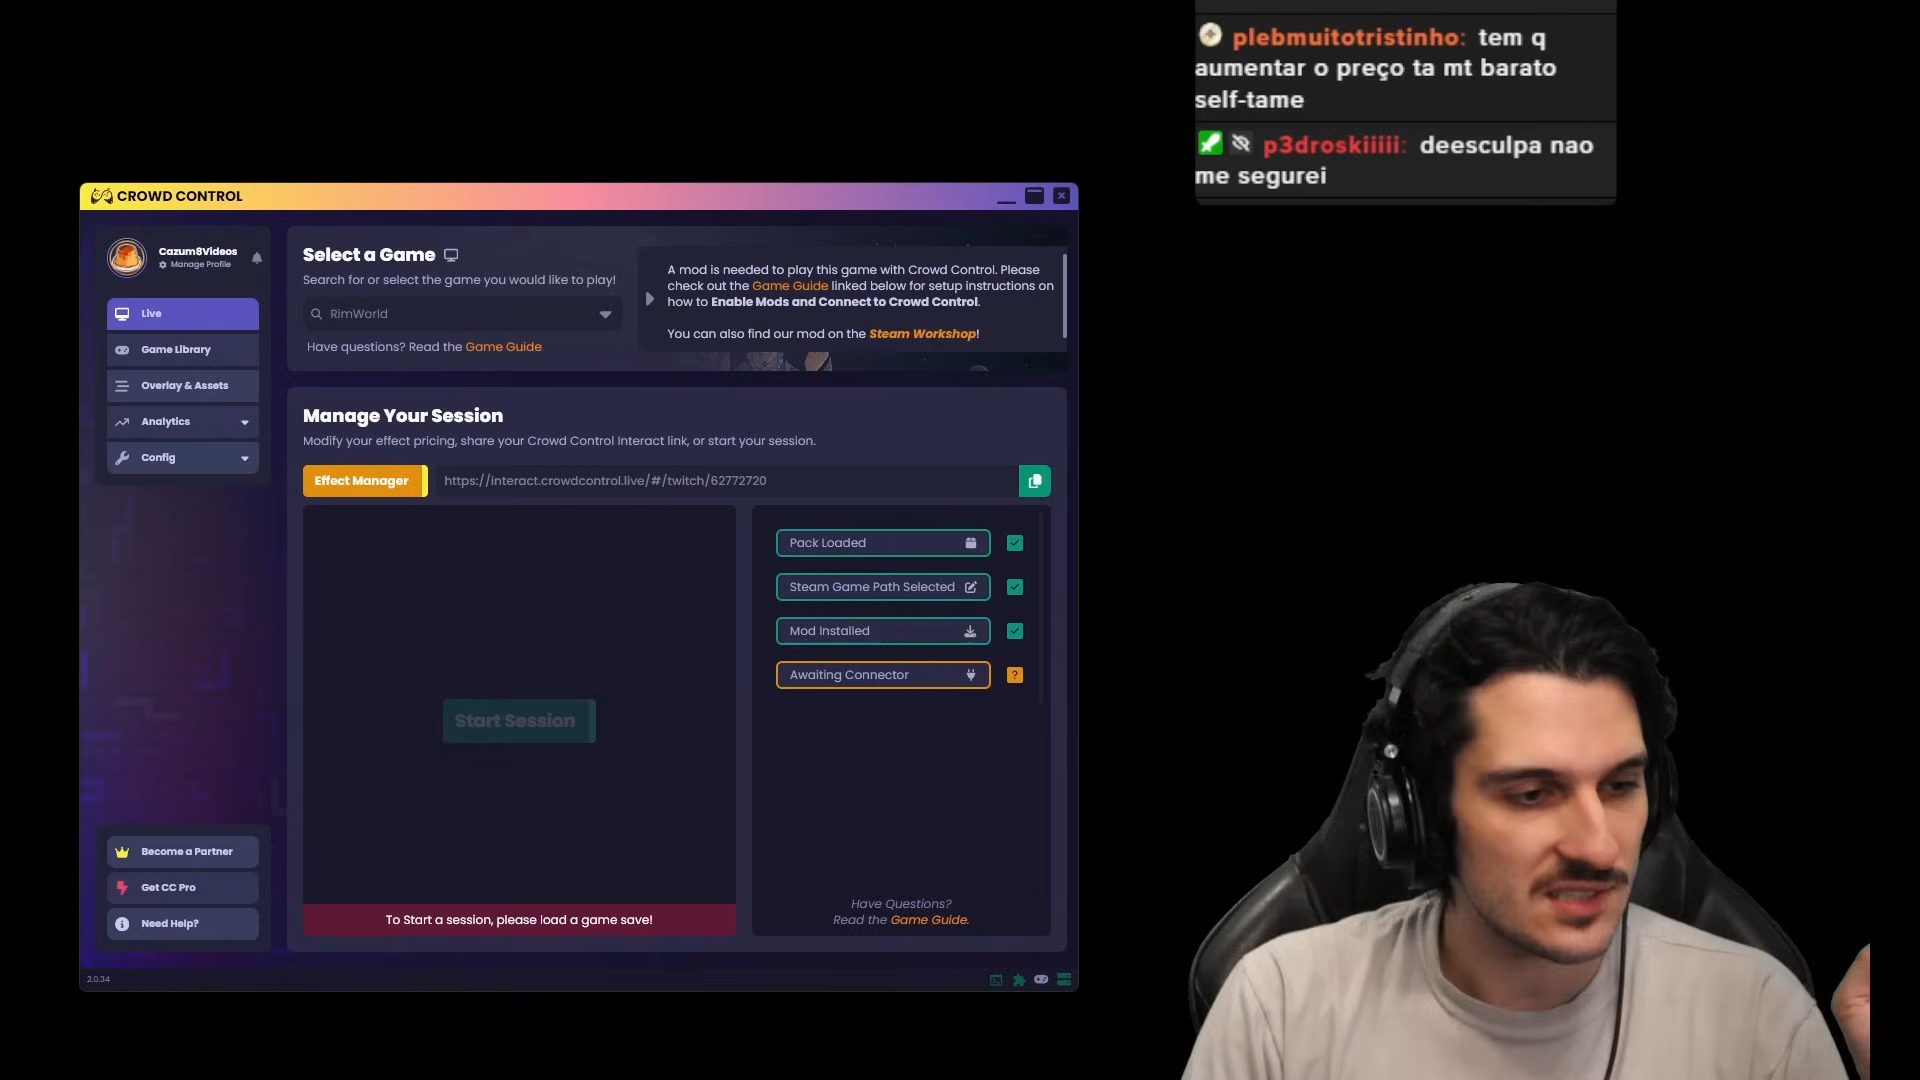 plebmuitotristinho: tem q
aumentar o preço ta mt barato
self-tame
p3droskiiiii: deesculpa nao
me segurei
CROWD CONTROL
Cazum8Videos
Manage Profile
Live
Game Library
Overlay & Assets
Analytics
Config
Become a Partner
Get CC Pro
Need Help?
2.0.34
Select a Game
Search for or select the game you would like to play!
RimWorld
Have questions? Read the Game Guide
A mod is needed to play this game with Crowd Control. Please
check out the Game Guide linked below for setup instructions on
how to Enable Mods and Connect to Crowd Control.
You can also find our mod on the Steam Workshop!
Manage Your Session
Modify your effect pricing, share your Crowd Control Interact link, or start your session.
Effect Manager
https://interact.crowdcontrol.live/#/twitch/62772720
Start Session
To Start a session, please load a game save!
Pack Loaded
Steam Game Path Selected
Mod Installed
Awaiting Connector
?
Have Questions?
Read the Game Guide.